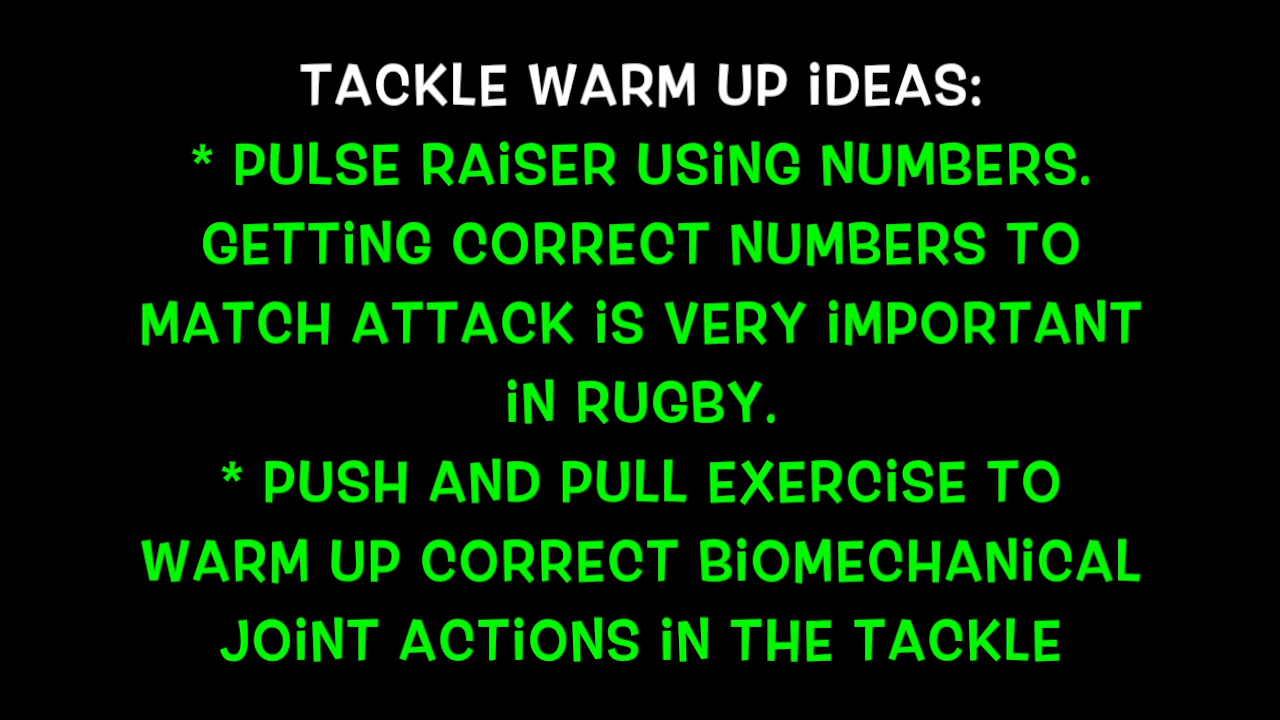 TACKLE WARM UP iDEAS:
* PULSE RAiSER USiNG NUMBERS.
GETTiNG CORRECT NUMBERS TO
MATCH ATTACK iS VERY iMPORTANT
iN RUGBY.
* PUSH AND PULL EXERCiSE TO
WARM UP CORRECT BiOMECHANiCAL
JOiNT ACTiONS iN THE TACKLE